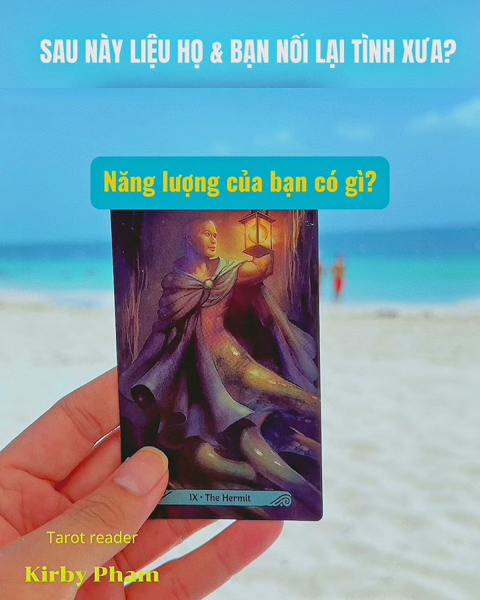 SAU NÀY LIỆU HỌ & BẠN NỐI LẠI TÌNH XƯA?
Năng lượng của bạn có gì?
IX • The Hermit
Tarot reader
Kirby Pham